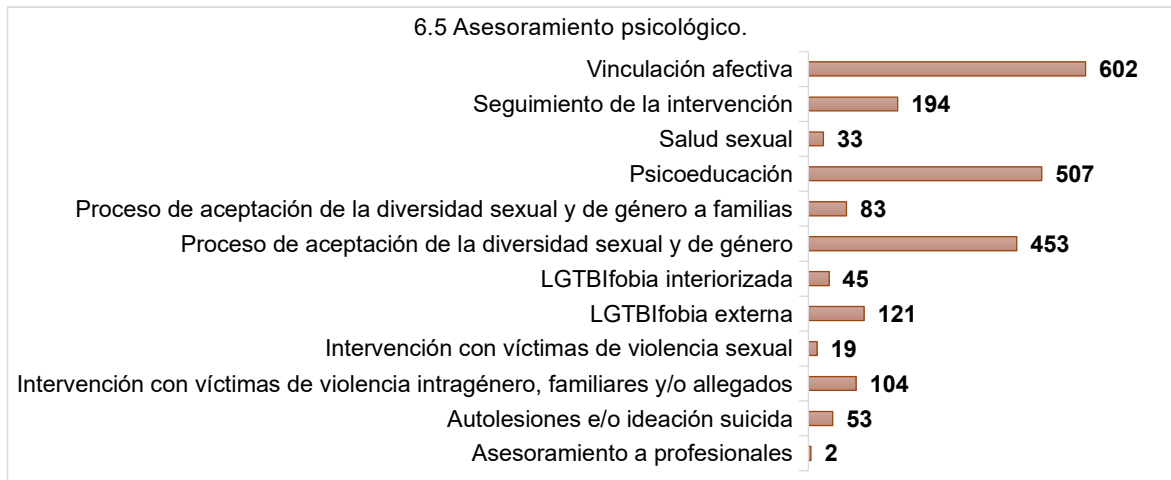 6.5 Asesoramiento psicológico.
Vinculación afectiva 602
Seguimiento de la intervención 194
Salud sexual 33
Psicoeducación 507
Proceso de aceptación de la diversidad sexual y de género a familias 83
Proceso de aceptación de la diversidad sexual y de género 453
LGTBIfobia interiorizada 45
LGTBIfobia externa 121
Intervención con víctimas de violencia sexual 19
Intervención con víctimas de violencia intragénero, familiares y/o allegados 104
Autolesiones e/o ideación suicida 53
Asesoramiento a profesionales 2